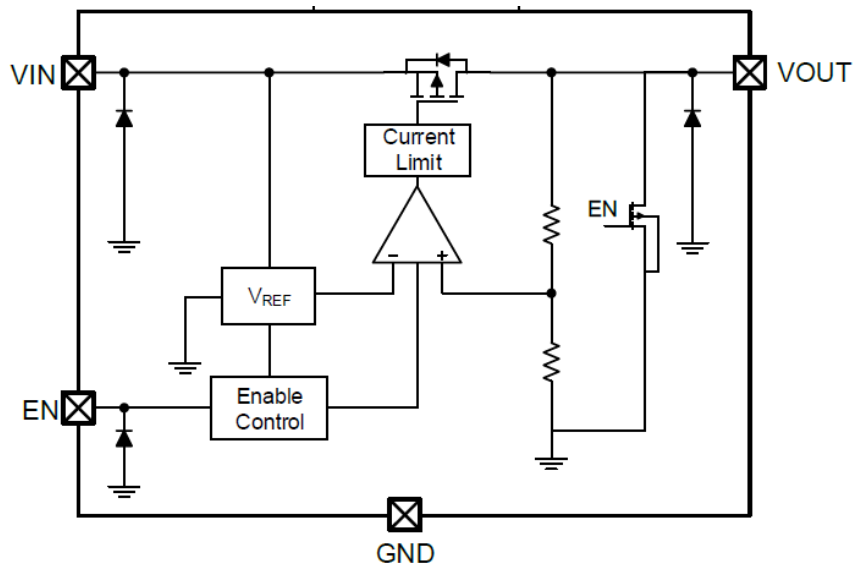 VIN
VOUT
Current
Limit
EN
- +
VREF
EN
Enable
Control
GND